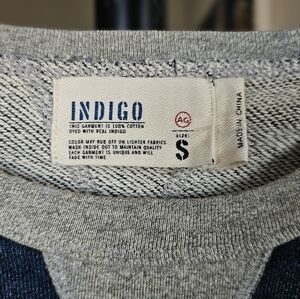 INDIGO
THIS GARMENT IS 100% COTTON
DYED WITH REAL INDIGO
COLOR MAY RUB OFF ON LIGHTER FABRICS
WASH INSIDE OUT TO MAINTAIN QUALITY
EACH GARMENT IS UNIQUE AND WILL
FADE WITH TIME
AG
SIZE:
S
MADE IN CHINA